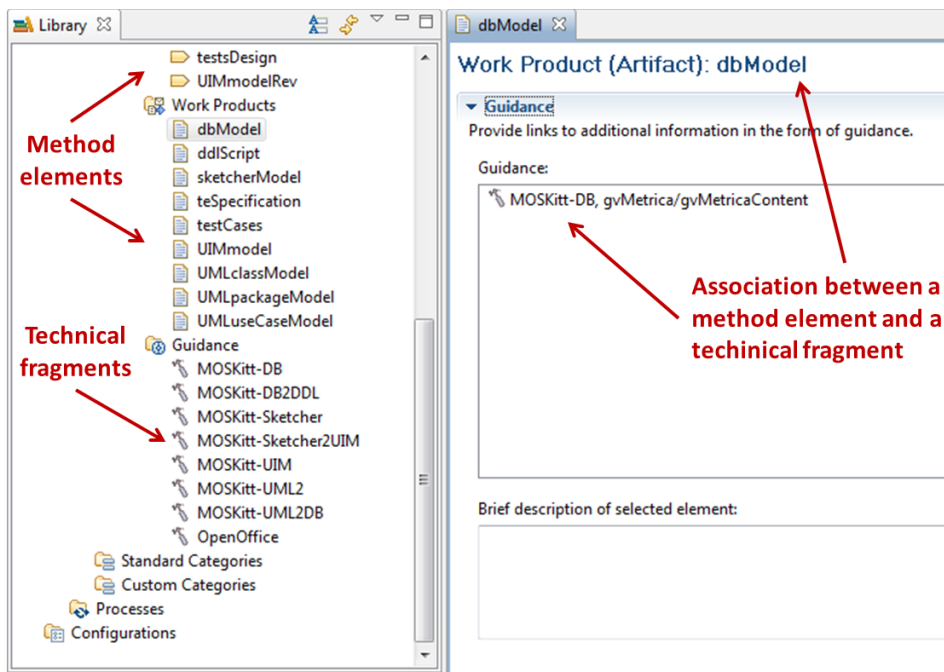 Library
testsDesign
UIMmodelRev
Work Products
dbModel
ddlScript
sketcherModel
teSpecification
testCases
UIMmodel
UMLclassModel
UMLpackageModel
UMLuseCaseModel
Guidance
MOSKitt-DB
MOSKitt-DB2DDL
MOSKitt-Sketcher
MOSKitt-Sketcher2UIM
MOSKitt-UIM
MOSKitt-UML2
MOSKitt-UML2DB
OpenOffice
Standard Categories
Custom Categories
Processes
Configurations
Method
elements
Technical
fragments
dbModel
Work Product (Artifact): dbModel
Guidance
Provide links to additional information in the form of guidance.
Guidance:
MOSKitt-DB, gvMetrica/gvMetricaContent
Association between a
method element and a
techinical fragment
Brief description of selected element: